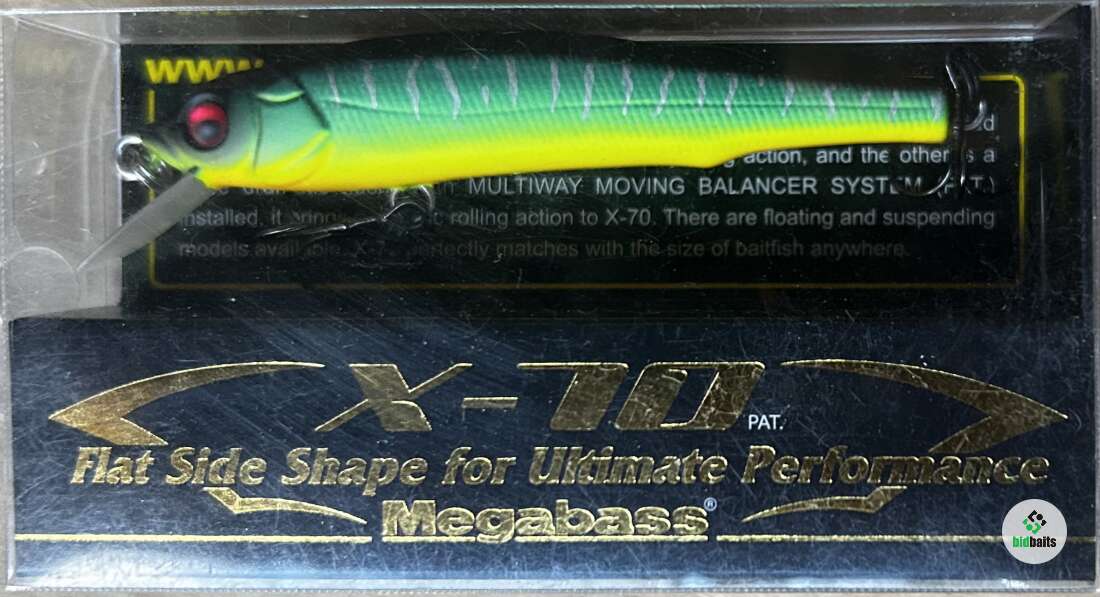 www.
d
action, and the other is a
MULTIWAY MOVING BALANCER SYSTEM (PAT.)
installed, it rolling action to X-70. There are floating and suspending
models perfectly matches with the size of baitfish anywhere.
X-70
PAT.
Flat Side Shape for Ultimate Performance
Megabass®
bidbaits